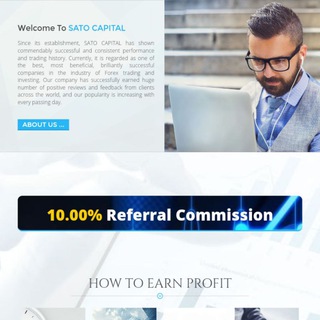 Welcome To SATO CAPITAL
Since its establishment, SATO CAPITAL has shown
commendably successful and consistent performance
and trading history. Currently, it is regarded as one of
the best, most beneficial, brilliantly successful
companies in the industry of Forex trading and
investing. Our company has successfully earned huge
number of positive reviews and feedback from clients
across the world, and our popularity is increasing with
every passing day.
ABOUT US ...
10.00% Referral Commission
HOW TO EARN PROFIT